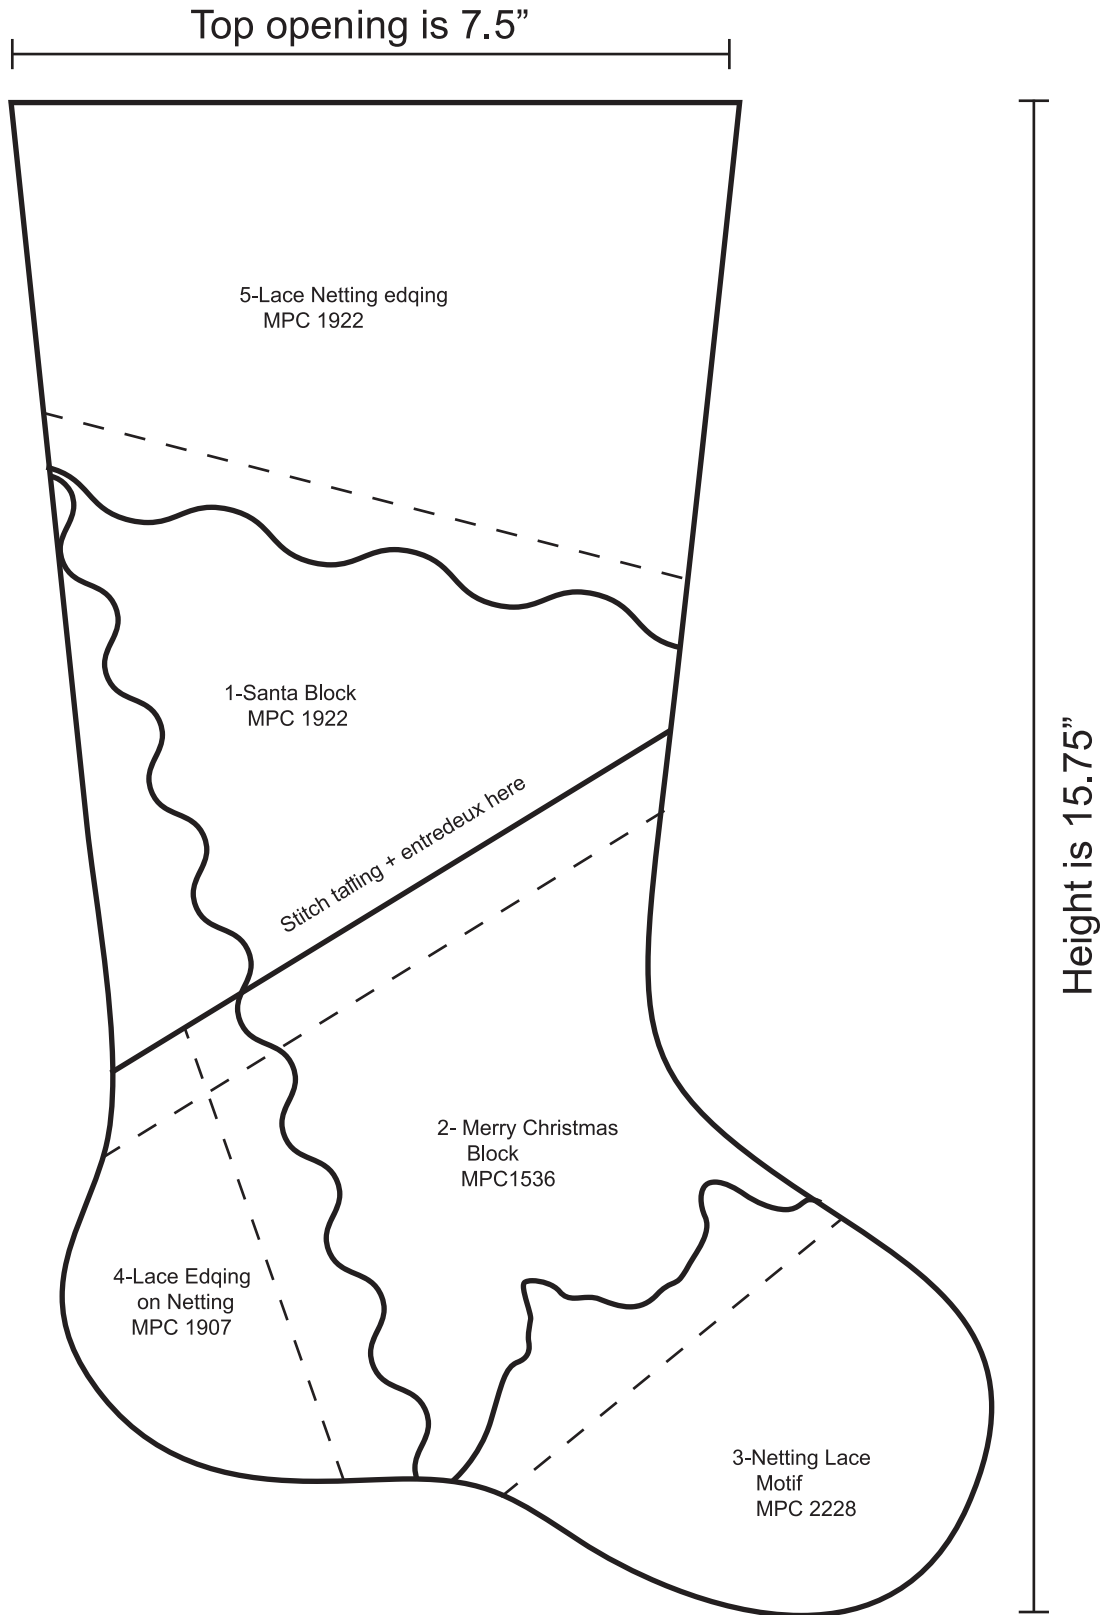 Top opening is 7.5”
5-Lace Netting edqing
MPC 1922
1-Santa Block
MPC 1922
Stitch tatting + entredeux here
Height is 15.75”
2- Merry Christmas
Block
MPC1536
4-Lace Edqing
on Netting
MPC 1907
3-Netting Lace
Motif
MPC 2228